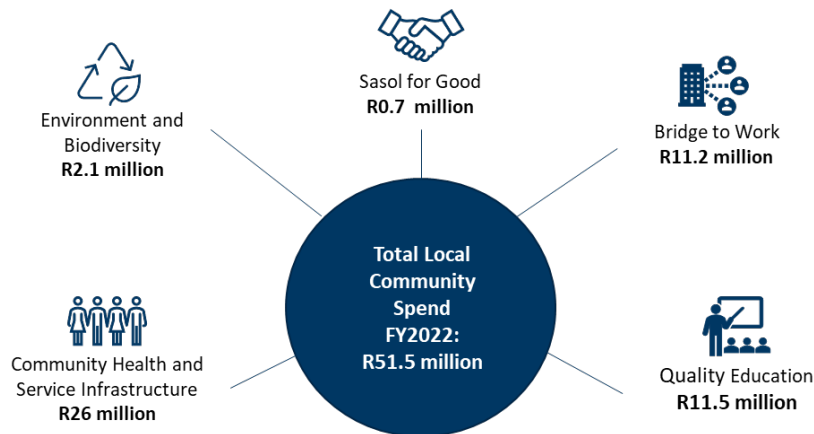 Sasol for Good
R0.7 million
Environment and
Biodiversity
R2.1 million
Bridge to Work
R11.2 million
Total Local
Community
Spend
FY2022:
R51.5 million
Community Health and
Service Infrastructure
R26 million
Quality Education
R11.5 million